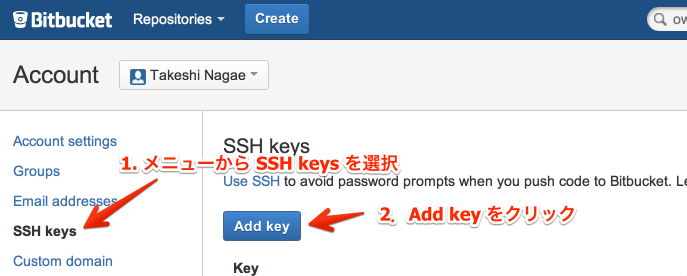 Bitbucket Repositories Create ow
Account Takeshi Nagae
Account settings
Groups
Email addresses
SSH keys
Custom domain
SSH keys
1. メニューから SSH keys を選択
Use SSH to avoid password prompts when you push code to Bitbucket. Le
Add key
2. Add key をクリック
Key